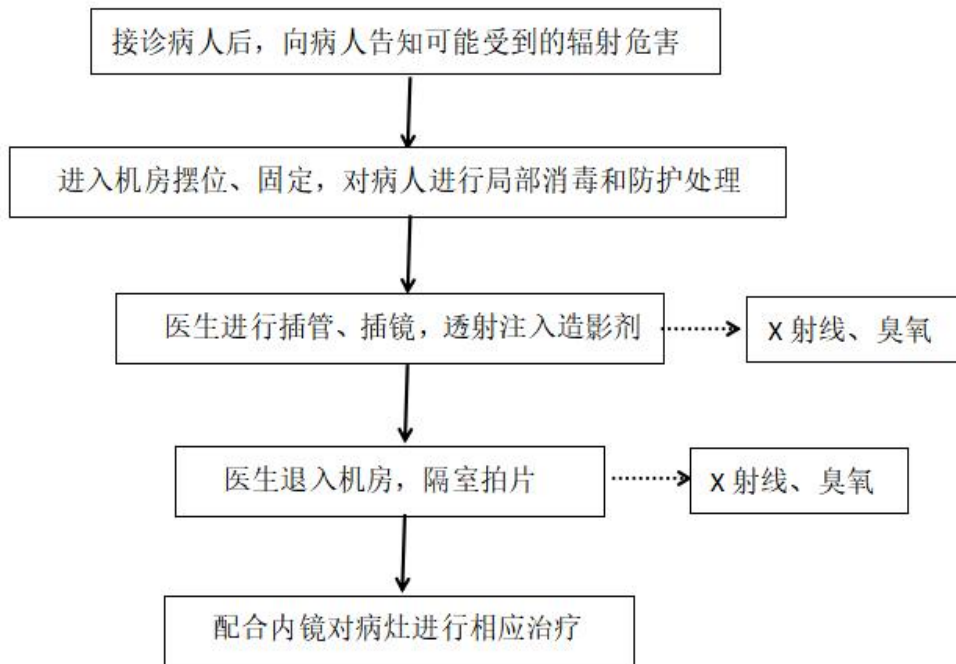 接诊病人后，向病人告知可能受到的辐射危害
进入机房摆位、固定，对病人进行局部消毒和防护处理
医生进行插管、插镜，透射注入造影剂
X 射线、臭氧
医生退入机房，隔室拍片
X 射线、臭氧
配合内镜对病灶进行相应治疗